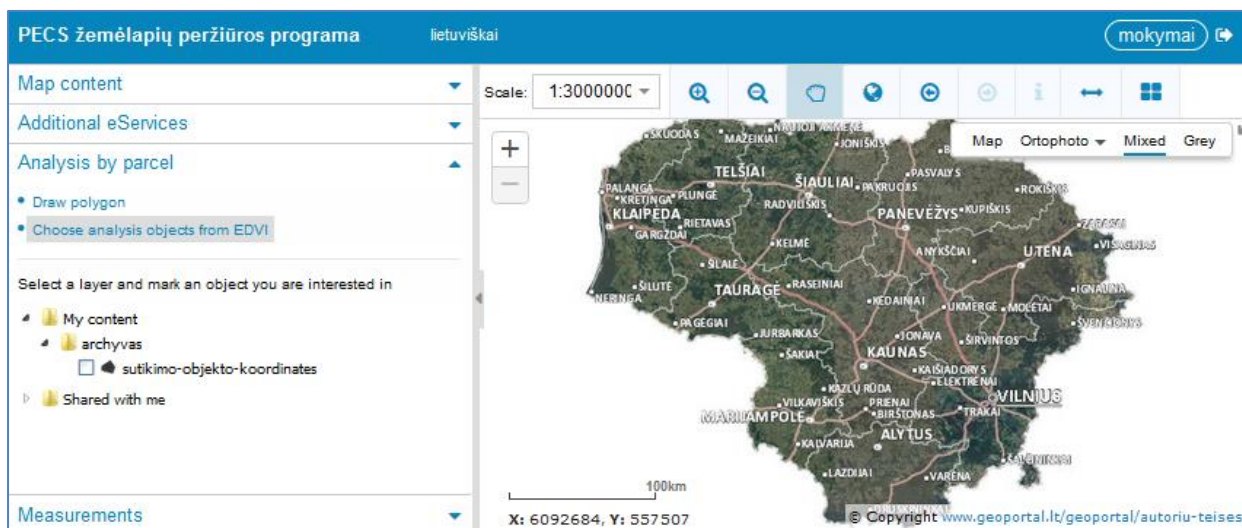 PECS žemėlapių peržiūros programa lietuviškai mokymai
Map content
Additional eServices
Analysis by parcel
Draw polygon
Choose analysis objects from EDVI
Select a layer and mark an object you are interested in
My content
archyvas
sutikimo-objekto-koordinates
Shared with me
Measurements
Scale: 1:3000000
Map Ortophoto Mixed Grey
SKUODAS
MAŽEIKIAI
JONIŠKIS
TELŠIAI
ŠIAULIAI
PAKRUOJIS
PASVALYS
ROKIŠKIS
PALANGA
KRETINGA
PLUNGĖ
RADVILIŠKIS
PANEVĖŽYS
KUPIŠKIS
KLAIPĖDA
RIETAVAS
GARGŽDAI
KELMĖ
ANYKŠČIAI
UTENA
ZARASAI
VISAGINAS
ŠILALĖ
ŠILUTĖ
NERINGA
TAURAGĖ
RASEINIAI
KĖDAINIAI
UKMERGĖ
MOLĖTAI
IGNALINA
ŠVENČIONYS
PAGĖGIAI
JURBARKAS
JONAVA
ŠIRVINTOS
ŠAKIAI
KAUNAS
KAIŠIADORYS
ELEKTRĖNAI
KAZLŲ RŪDA
VILNIUS
VILKAVIŠKIS
PRIENAI
TRAKAI
MARIJAMPOLĖ
BIRŠTONAS
KALVARIJA
ALYTUS
ŠALČININKAI
LAZDIJAI
VARĖNA
DRUSKININKAI
100km
X: 6092684, Y: 557507
© Copyright www.geoportal.lt/geoportal/autoriu-teises